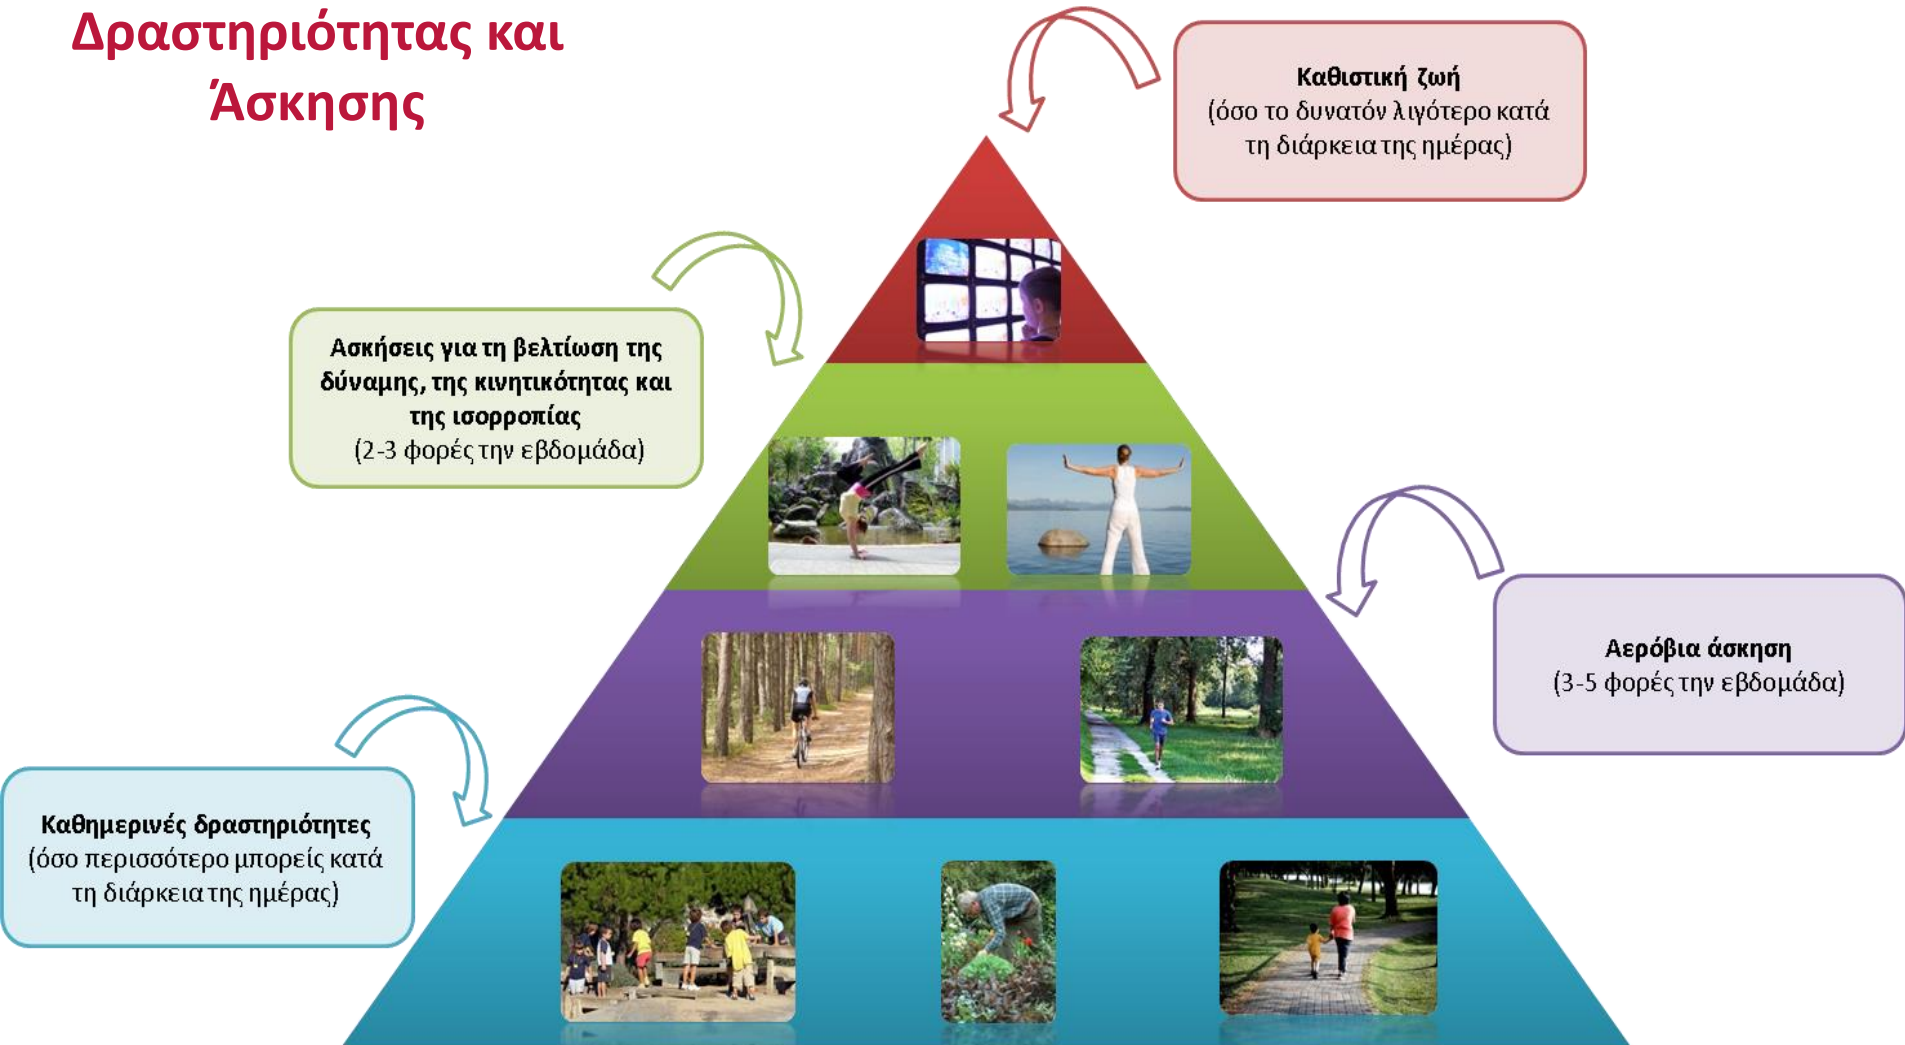 Δραστηριότητας και
Άσκησης
Καθιστική ζωή
(όσο το δυνατόν λιγότερο κατά
τη διάρκεια της ημέρας)
Ασκήσεις για τη βελτίωση της
δύναμης, της κινητικότητας και
της ισορροπίας
(2-3 φορές την εβδομάδα)
Αερόβια άσκηση
(3-5 φορές την εβδομάδα)
Καθημερινές δραστηριότητες
(όσο περισσότερο μπορείς κατά
τη διάρκεια της ημέρας)